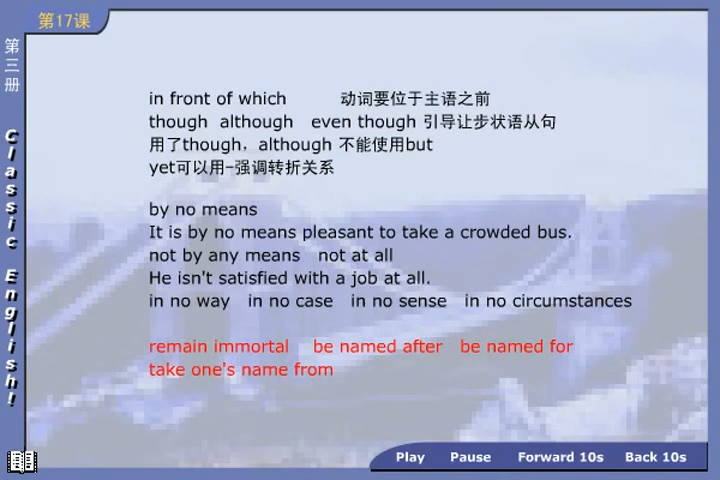 第17课
第三册
Classic English!
in front of which 动词要位于主语之前
though although even though 引导让步状语从句
用了though，although 不能使用but
yet可以用-强调转折关系
by no means
It is by no means pleasant to take a crowded bus.
not by any means not at all
He isn't satisfied with a job at all.
in no way in no case in no sense in no circumstances
remain immortal be named after be named for
take one's name from
Play Pause Forward 10s Back 10s